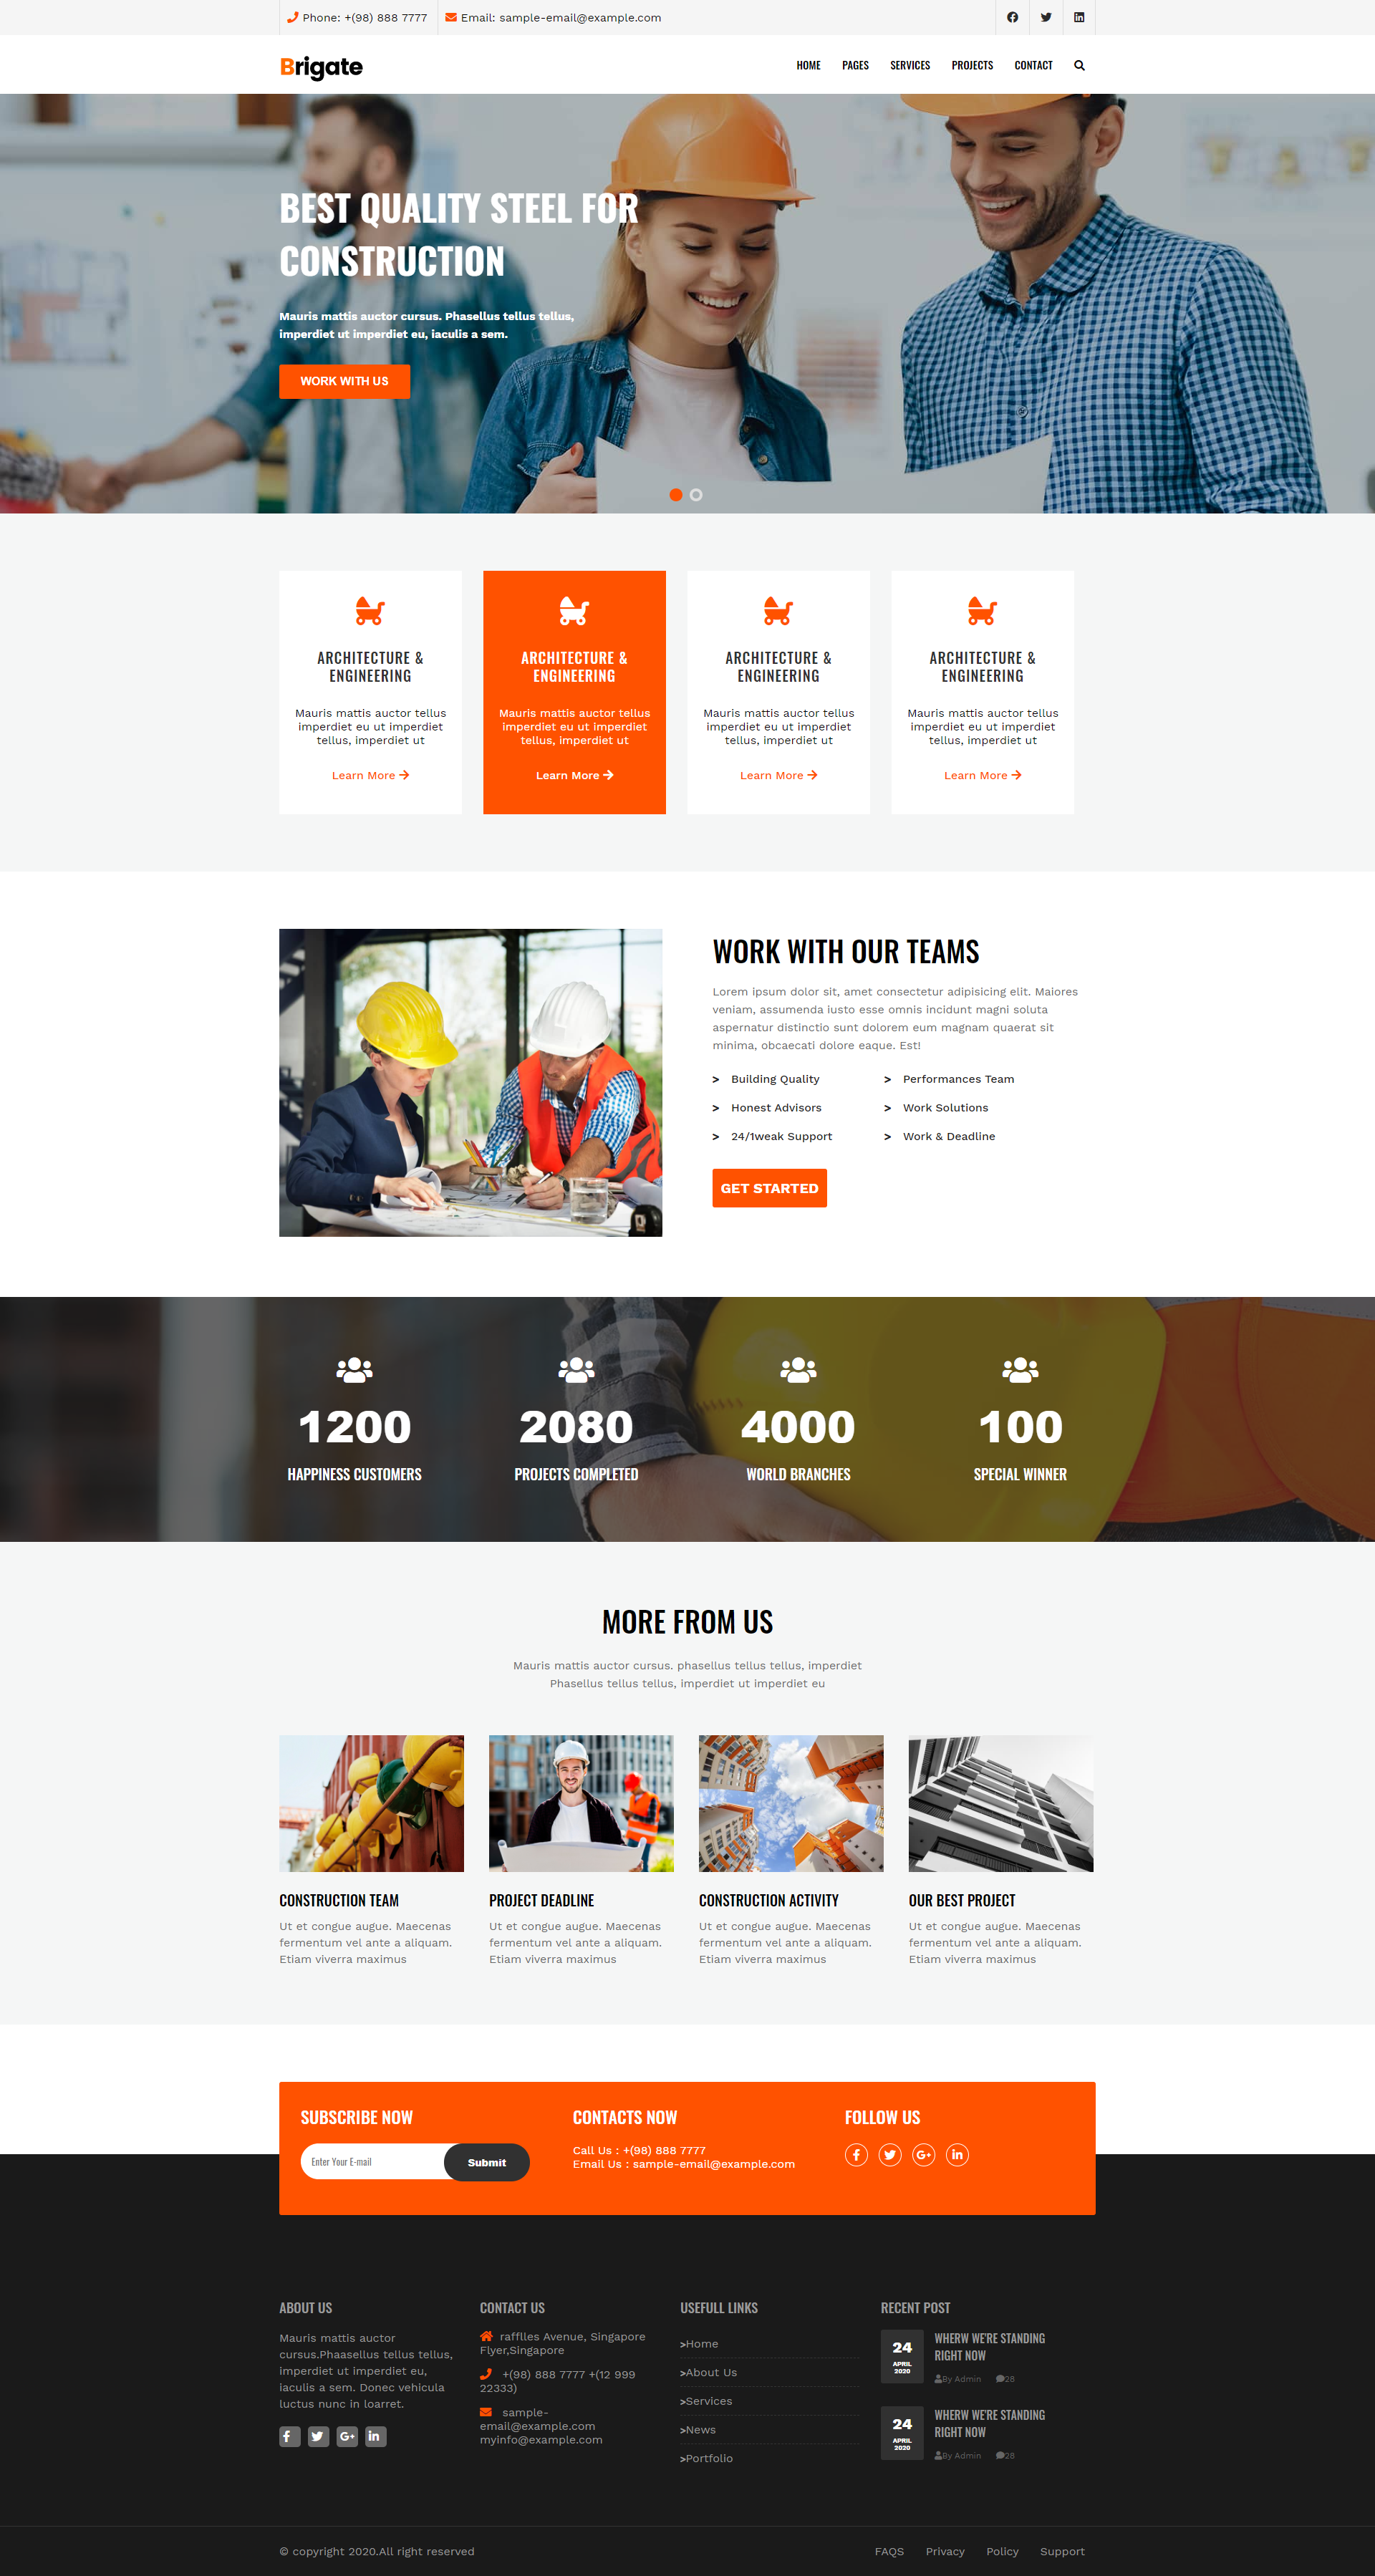 Phone: +(98) 888 7777
Email: sample-email@example.com
Brigate
HOME
PAGES
SERVICES
PROJECTS
CONTACT
BEST QUALITY STEEL FOR
CONSTRUCTION
Mauris mattis auctor cursus. Phasellus tellus tellus,
imperdiet ut imperdiet eu, iaculis a sem.
WORK WITH US
ARCHITECTURE &
ENGINEERING
Mauris mattis auctor tellus
imperdiet eu ut imperdiet
tellus, imperdiet ut
Learn More
ARCHITECTURE &
ENGINEERING
Mauris mattis auctor tellus
imperdiet eu ut imperdiet
tellus, imperdiet ut
Learn More
ARCHITECTURE &
ENGINEERING
Mauris mattis auctor tellus
imperdiet eu ut imperdiet
tellus, imperdiet ut
Learn More
ARCHITECTURE &
ENGINEERING
Mauris mattis auctor tellus
imperdiet eu ut imperdiet
tellus, imperdiet ut
Learn More
WORK WITH OUR TEAMS
Lorem ipsum dolor sit, amet consectetur adipisicing elit. Maiores
veniam, assumenda iusto esse omnis incidunt magni soluta
aspernatur distinctio sunt dolorem eum magnam quaerat sit
minima, obcaecati dolore eaque. Est!
> Building Quality
> Performances Team
> Honest Advisors
> Work Solutions
> 24/1weak Support
> Work & Deadline
GET STARTED
1200
HAPPINESS CUSTOMERS
2080
PROJECTS COMPLETED
4000
WORLD BRANCHES
100
SPECIAL WINNER
MORE FROM US
Mauris mattis auctor cursus. phasellus tellus tellus, imperdiet
Phasellus tellus tellus, imperdiet ut imperdiet eu
CONSTRUCTION TEAM
Ut et congue augue. Maecenas
fermentum vel ante a aliquam.
Etiam viverra maximus
PROJECT DEADLINE
Ut et congue augue. Maecenas
fermentum vel ante a aliquam.
Etiam viverra maximus
CONSTRUCTION ACTIVITY
Ut et congue augue. Maecenas
fermentum vel ante a aliquam.
Etiam viverra maximus
OUR BEST PROJECT
Ut et congue augue. Maecenas
fermentum vel ante a aliquam.
Etiam viverra maximus
SUBSCRIBE NOW
Enter Your E-mail
Submit
CONTACTS NOW
Call Us : +(98) 888 7777
Email Us : sample-email@example.com
FOLLOW US
ABOUT US
Mauris mattis auctor
cursus.Phaasellus tellus tellus,
imperdiet ut imperdiet eu,
iaculis a sem. Donec vehicula
luctus nunc in loarret.
CONTACT US
rafflles Avenue, Singapore
Flyer,Singapore
+(98) 888 7777 +(12 999
22333)
sample-
email@example.com
myinfo@example.com
USEFULL LINKS
>Home
>About Us
>Services
>News
>Portfolio
RECENT POST
24
APRIL
2020
WHERW WE'RE STANDING
RIGHT NOW
By Admin
28
24
APRIL
2020
WHERW WE'RE STANDING
RIGHT NOW
By Admin
28
© copyright 2020.All right reserved
FAQS
Privacy
Policy
Support